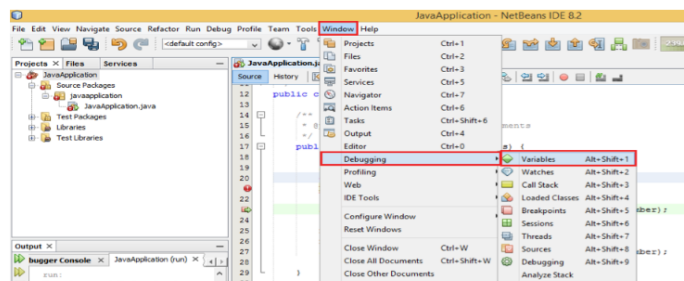 JavaApplication - NetBeans IDE 8.2
File Edit View Navigate Source Refactor Run Debug Profile Team Tools Window Help
<default config>
Projects × Files Services
JavaApplication
Source Packages
javaapplication
JavaApplication.java
Test Packages
Libraries
Test Libraries
JavaApplication.ja
Source History
12 public c
13
14 /**
15 * @ ments
16 */
17 publ s) {
18
19
20
22
23 mber);
24
25
26
27 mber);
28
29 }
Projects Ctrl+1
Files Ctrl+2
Favorites Ctrl+3
Services Ctrl+5
Navigator Ctrl+7
Action Items Ctrl+6
Tasks Ctrl+Shift+6
Output Ctrl+4
Editor Ctrl+0
Debugging
Profiling
Web
IDE Tools
Configure Window
Reset Windows
Close Window Ctrl+W
Close All Documents Ctrl+Shift+W
Close Other Documents
Variables Alt+Shift+1
Watches Alt+Shift+2
Call Stack Alt+Shift+3
Loaded Classes Alt+Shift+4
Breakpoints Alt+Shift+5
Sessions Alt+Shift+6
Threads Alt+Shift+7
Sources Alt+Shift+8
Debugging Alt+Shift+9
Analyze Stack
Output ×
bugger Console × JavaApplication (run) ×
run: